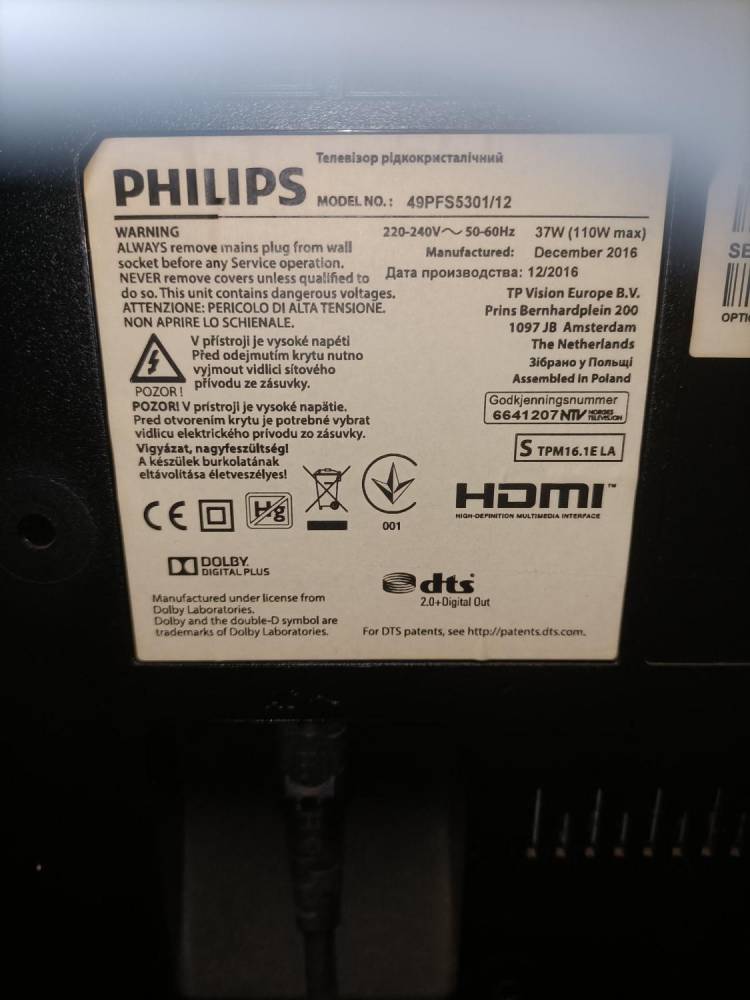 Телевізор рідкокристалічний
PHILIPS MODEL NO.: 49PFS5301/12
WARNING
ALWAYS remove mains plug from wall
socket before any Service operation.
NEVER remove covers unless qualified to
do so. This unit contains dangerous voltages.
ATTENZIONE: PERICOLO DI ALTA TENSIONE.
NON APRIRE LO SCHIENALE.
220-240V~ 50-60Hz 37W (110W max)
Manufactured: December 2016
Дата производства: 12/2016
TP Vision Europe B.V.
Prins Bernhardplein 200
1097 JB Amsterdam
The Netherlands
Зібрано у Польщі
Assembled in Poland
V přístroji je vysoké napětí
Před odejmutím krytu nutno
vyjmout vidlici síťového
přívodu ze zásuvky.
POZOR!
POZOR! V prístroji je vysoké napätie.
Pred otvorením krytu je potrebné vybrat
vidlicu elektrického prívodu zo zásuvky.
Vigyázat, nagyfeszültség!
A készülek burkolatának
eltávolítása életveszélyes!
Godkjenningsnummer
6641207 NTV NORGES TELEVISJON
S TPM16.1E LA
CE
Hg
001
HDMI™
HIGH-DEFINITION MULTIMEDIA INTERFACE
DOLBY
DIGITAL PLUS
dts
2.0+Digital Out
Manufactured under license from
Dolby Laboratories.
Dolby and the double-D symbol are
trademarks of Dolby Laboratories.
For DTS patents, see http://patents.dts.com.
SE
OPTI